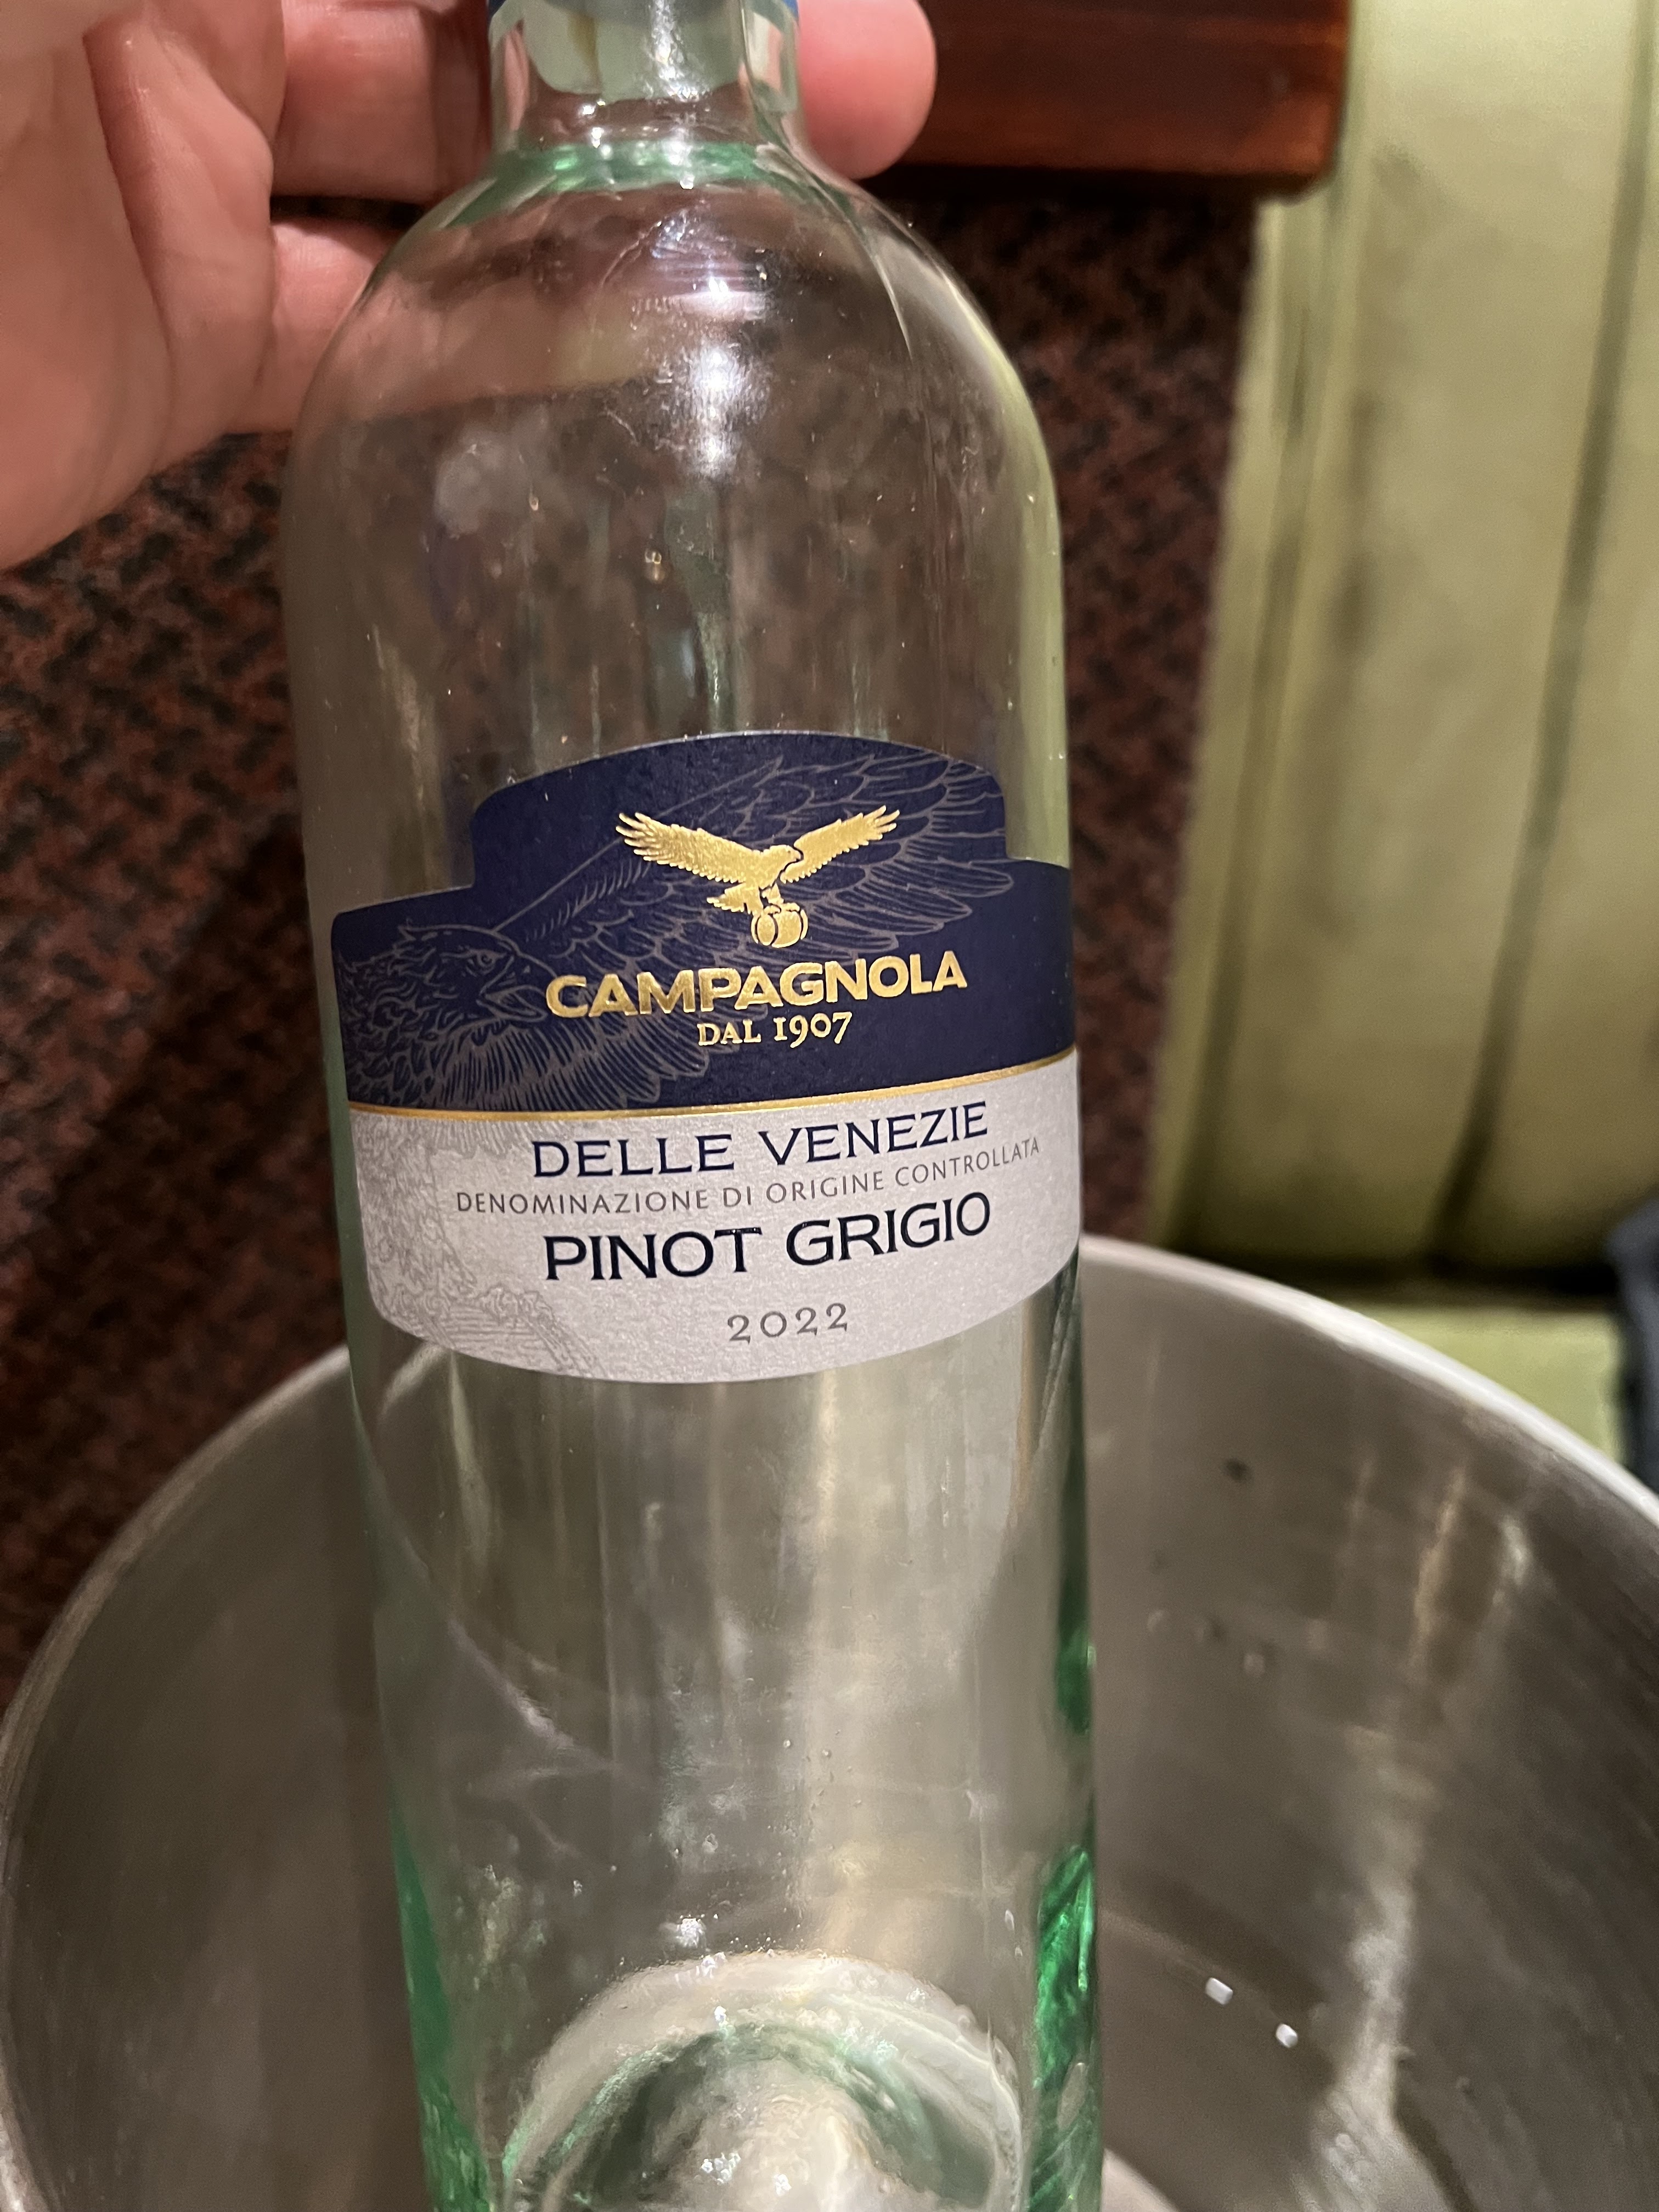 CAMPAGNOLA
DAL 1907
DELLE VENEZIE
DENOMINAZIONE DI ORIGINE CONTROLLATA
PINOT GRIGIO
2022